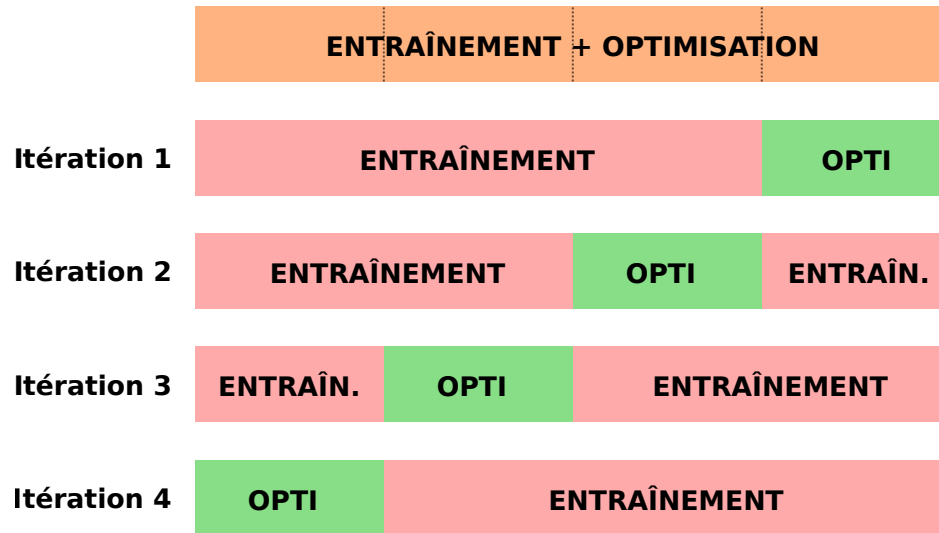 ENTRAÎNEMENT + OPTIMISATION
Itération 1 ENTRAÎNEMENT OPTI
Itération 2 ENTRAÎNEMENT OPTI ENTRAÎN.
Itération 3 ENTRAÎN. OPTI ENTRAÎNEMENT
Itération 4 OPTI ENTRAÎNEMENT